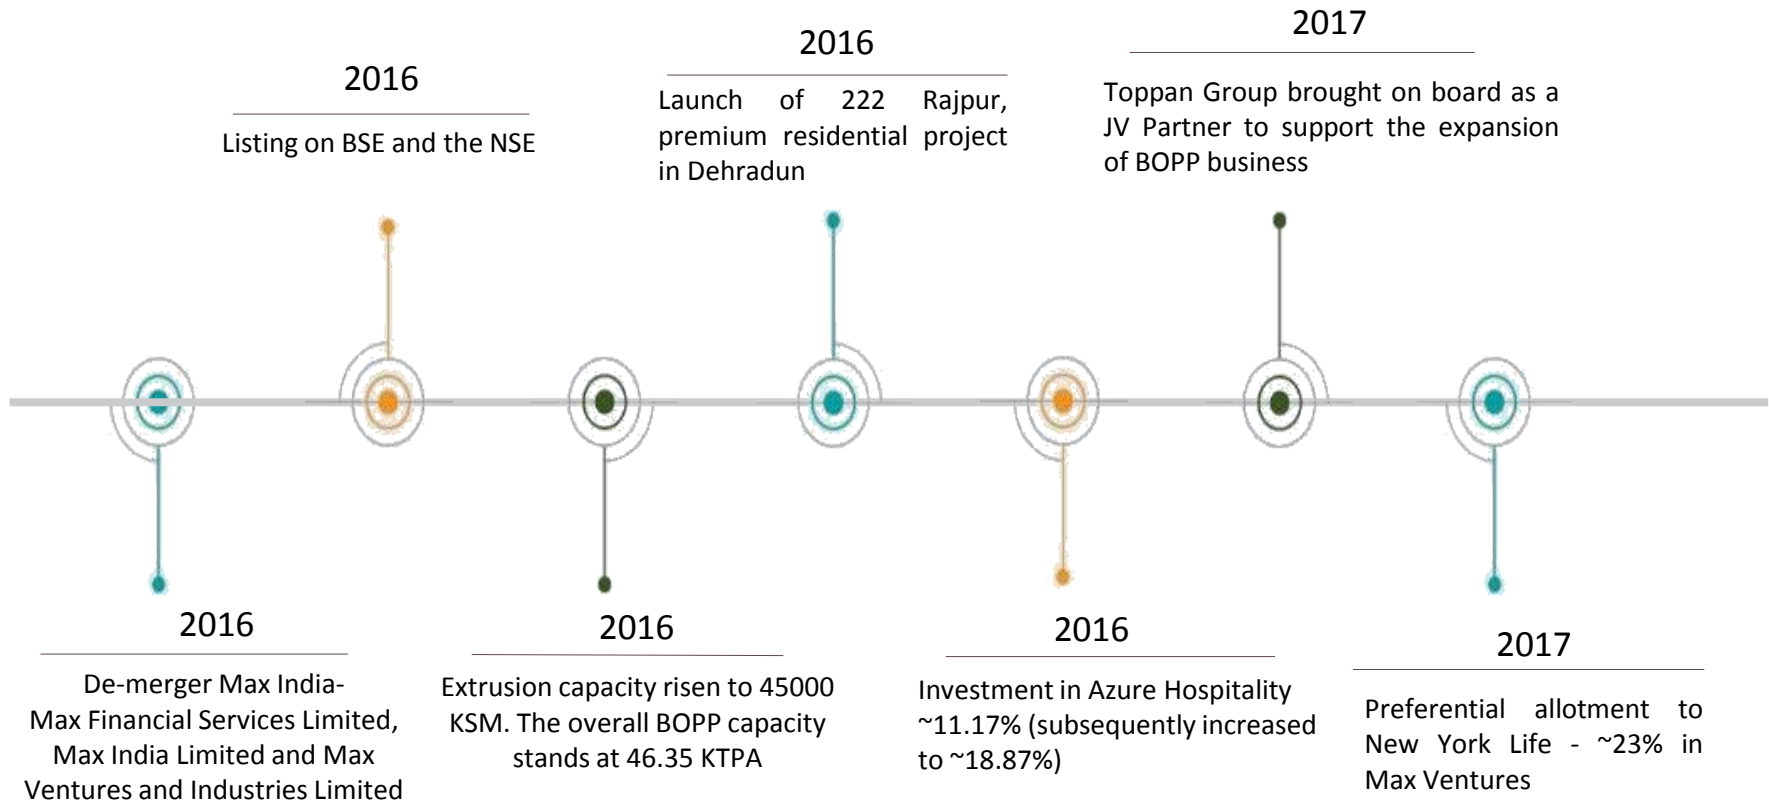 2016
De-merger Max India-
Max Financial Services Limited,
Max India Limited and Max
Ventures and Industries Limited
2016
Listing on BSE and the NSE
2016
Extrusion capacity risen to 45000
KSM. The overall BOPP capacity
stands at 46.35 KTPA
2016
Launch of 222 Rajpur,
premium residential project
in Dehradun
2016
Investment in Azure Hospitality
~11.17% (subsequently increased
to ~18.87%)
2017
Toppan Group brought on board as a
JV Partner to support the expansion
of BOPP business
2017
Preferential allotment to
New York Life - ~23% in
Max Ventures